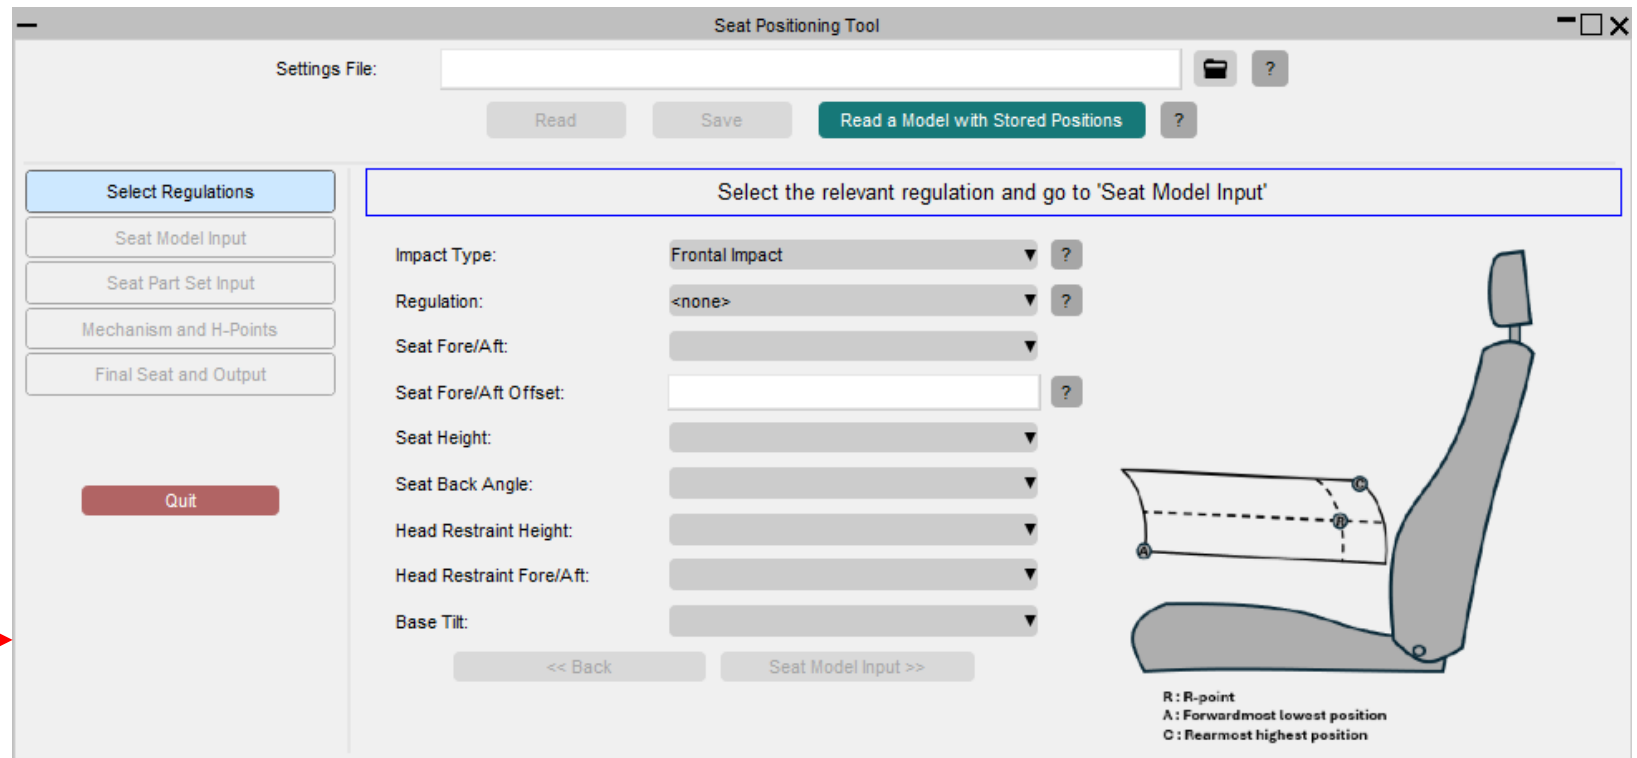 Seat Positioning Tool
Settings File:
?
Read
Save
Read a Model with Stored Positions
?
Select Regulations
Seat Model Input
Seat Part Set Input
Mechanism and H-Points
Final Seat and Output
Quit
Select the relevant regulation and go to 'Seat Model Input'
Impact Type:
Frontal Impact
?
Regulation:
<none>
?
Seat Fore/Aft:
Seat Fore/Aft Offset:
?
Seat Height:
Seat Back Angle:
Head Restraint Height:
Head Restraint Fore/Aft:
Base Tilt:
<< Back
Seat Model Input >>
C
R
A
R : R-point
A : Forwardmost lowest position
C : Rearmost highest position